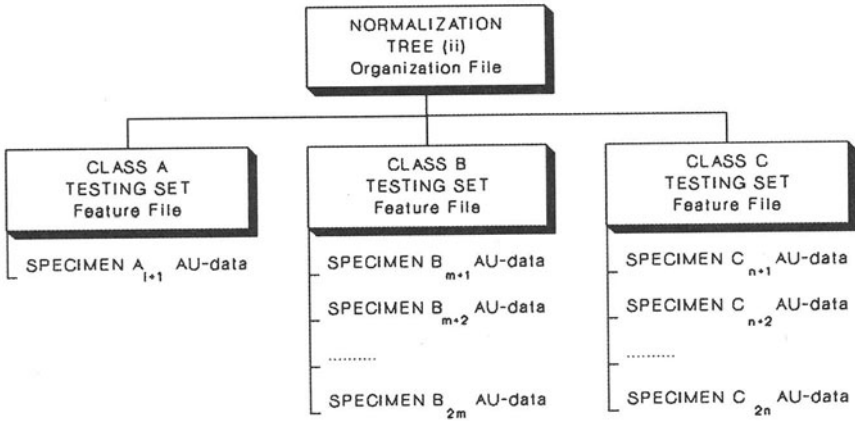 NORMALIZATION
TREE (ii)
Organization File
CLASS A
TESTING SET
Feature File
SPECIMEN A i+1 AU-data
CLASS B
TESTING SET
Feature File
SPECIMEN B m+1 AU-data
SPECIMEN B m+2 AU-data
..........
SPECIMEN B 2m AU-data
CLASS C
TESTING SET
Feature File
SPECIMEN C n+1 AU-data
SPECIMEN C n+2 AU-data
..........
SPECIMEN C 2n AU-data